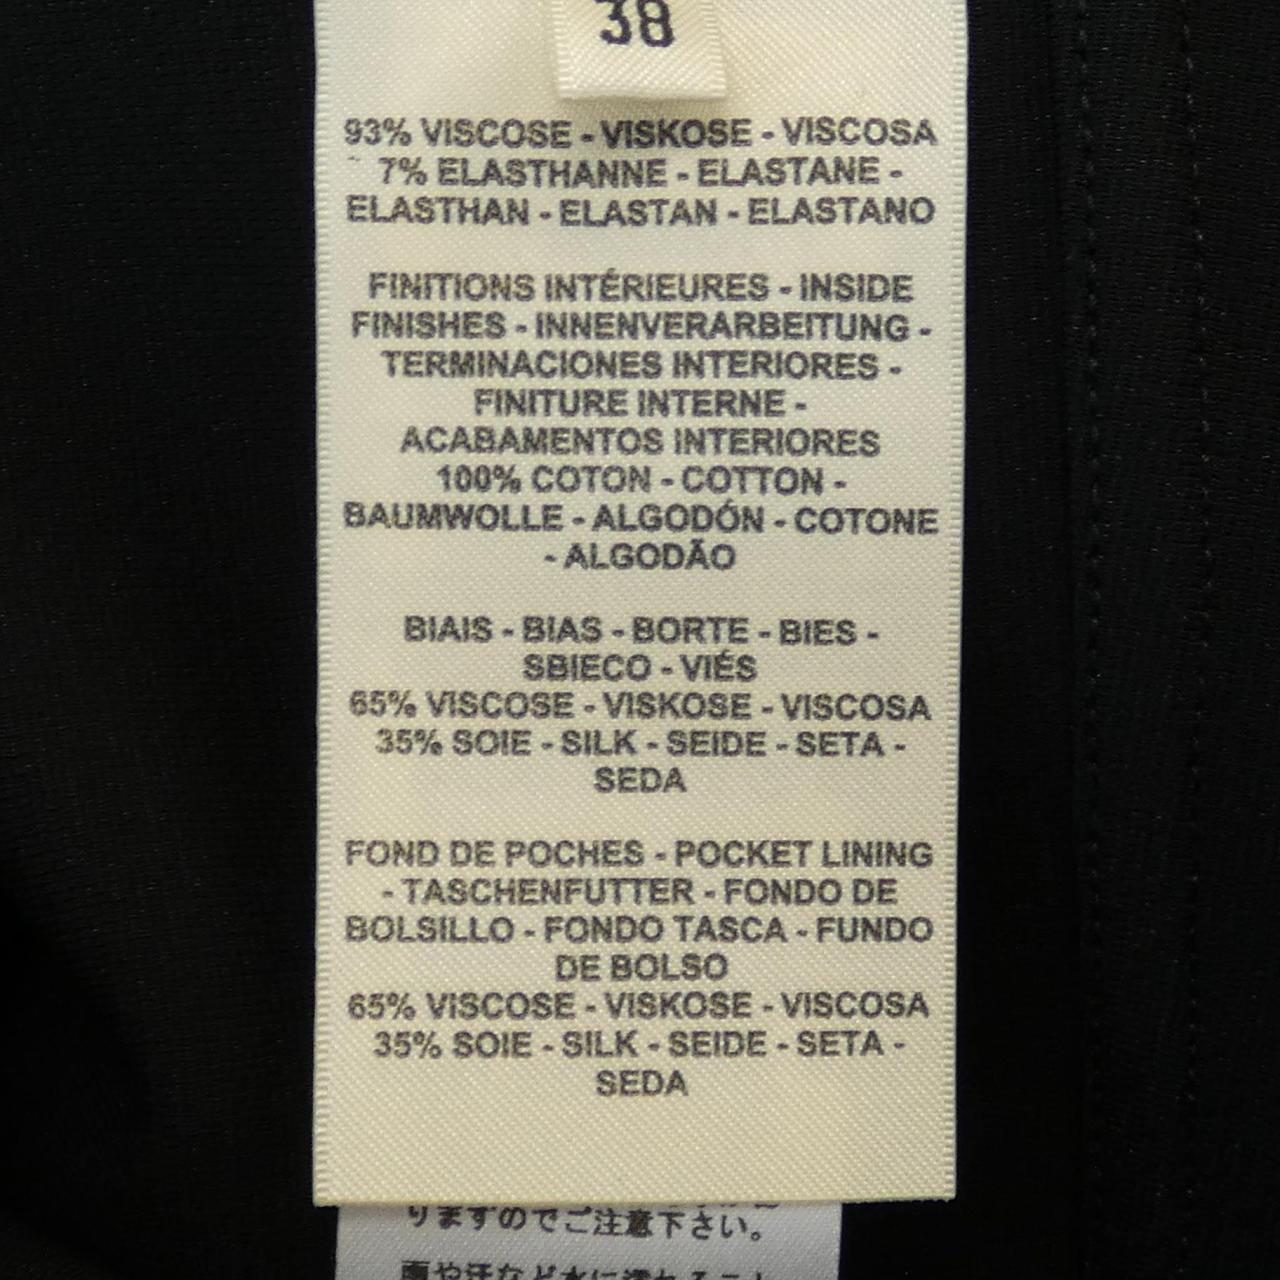 38
93% VISCOSE - VISKOSE - VISCOSA
7% ELASTHANNE - ELASTANE -
ELASTHAN - ELASTAN - ELASTANO
FINITIONS INTÉRIEURES - INSIDE
FINISHES - INNENVERARBEITUNG -
TERMINACIONES INTERIORES -
FINITURE INTERNE -
ACABAMENTOS INTERIORES
100% COTON - COTTON -
BAUMWOLLE - ALGODÓN - COTONE
- ALGODÃO
BIAIS - BIAS - BORTE - BIES -
SBIECO - VIÉS
65% VISCOSE - VISKOSE - VISCOSA
35% SOIE - SILK - SEIDE - SETA -
SEDA
FOND DE POCHES - POCKET LINING
- TASCHENFUTTER - FONDO DE
BOLSILLO - FONDO TASCA - FUNDO
DE BOLSO
65% VISCOSE - VISKOSE - VISCOSA
35% SOIE - SILK - SEIDE - SETA -
SEDA
りますのでご注意下さい。